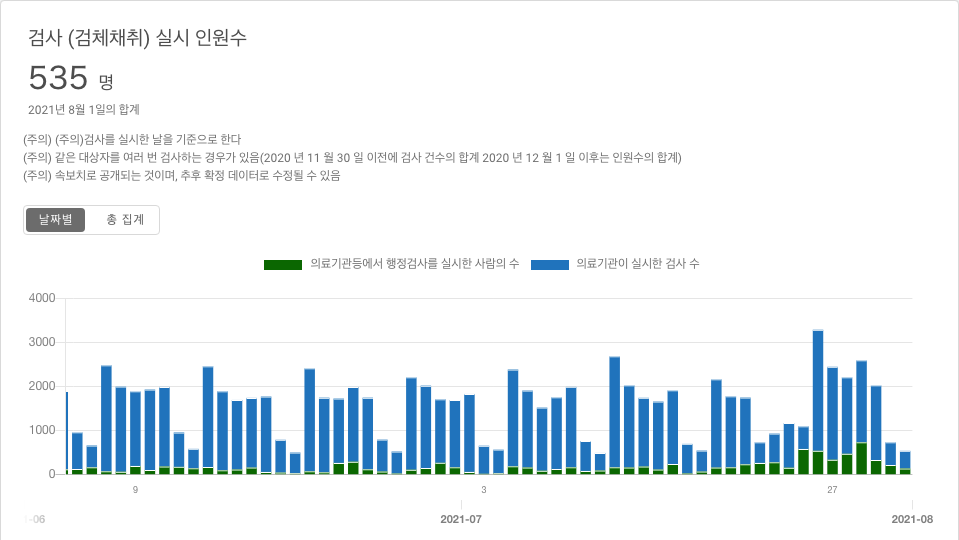 검사 (검체채취) 실시 인원수
535 명
2021년 8월 1일의 합계
(주의) (주의)검사를 실시한 날을 기준으로 한다
(주의) 같은 대상자를 여러 번 검사하는 경우가 있음(2020 년 11 월 30 일 이전에 검사 건수의 합계 2020 년 12 월 1 일 이후는 인원수의 합계)
(주의) 속보치로 공개되는 것이며, 추후 확정 데이터로 수정될 수 있음
날짜별 총 집계
의료기관등에서 행정검사를 실시한 사람의 수 의료기관이 실시한 검사 수
4000
3000
2000
1000
0
9 3 27
-06 2021-07 2021-08